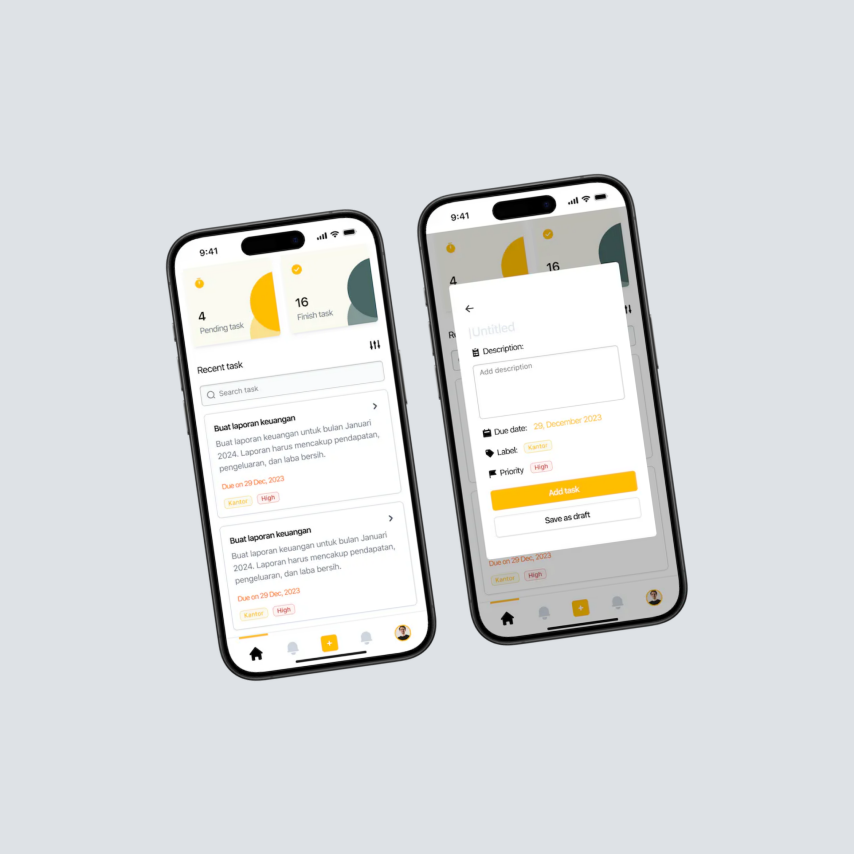 9:41
4
Pending task
16
Finish task
Recent task
Search task
Buat laporan keuangan
Buat laporan keuangan untuk bulan Januari
2024. Laporan harus mencakup pendapatan,
pengeluaran, dan laba bersih.
Due on 29 Dec, 2023
Kantor
High
Buat laporan keuangan
Buat laporan keuangan untuk bulan Januari
2024. Laporan harus mencakup pendapatan,
pengeluaran, dan laba bersih.
Due on 29 Dec, 2023
Kantor
High
9:41
4
16
Untitled
Description:
Add description
Due date: 29, December 2023
Label: Kantor
Priority High
Add task
Save as draft
Due on 29 Dec, 2023
Kantor
High